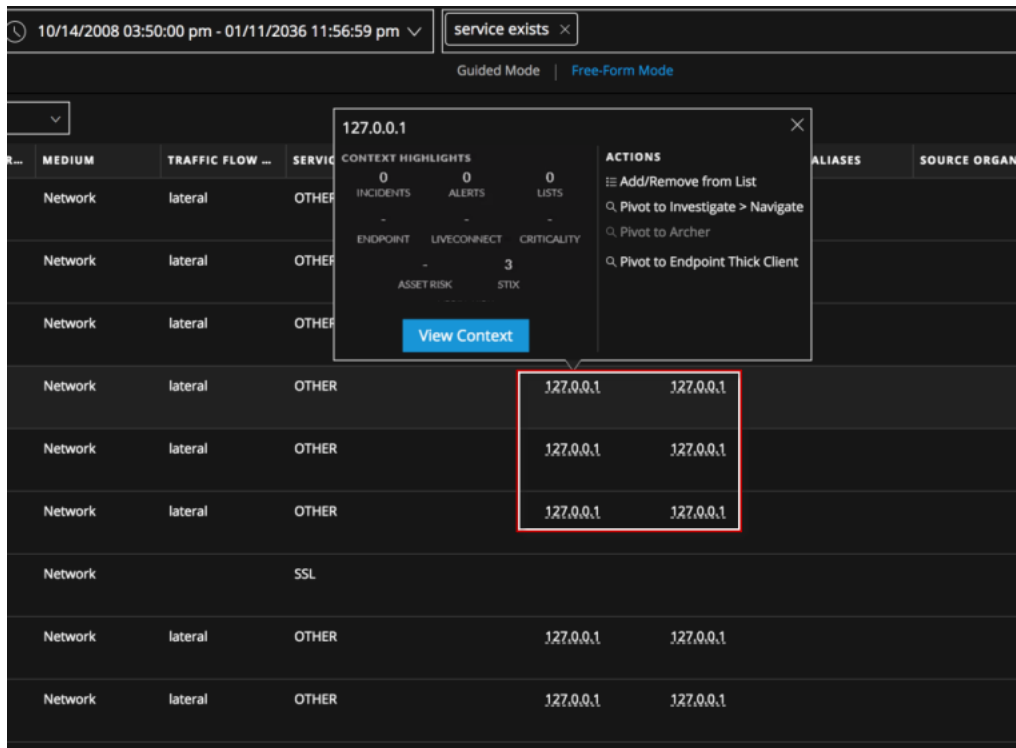 10/14/2008 03:50:00 pm - 01/11/2036 11:56:59 pm
service exists ×
Guided Mode | Free-Form Mode
127.0.0.1
CONTEXT HIGHLIGHTS
0 0 0
INCIDENTS ALERTS LISTS
- - -
ENDPOINT LIVECONNECT CRITICALITY
- 3
ASSET RISK STIX
View Context
ACTIONS
Add/Remove from List
Pivot to Investigate > Navigate
Pivot to Archer
Pivot to Endpoint Thick Client
R... MEDIUM TRAFFIC FLOW ... SERVIC ALIASES SOURCE ORGAN
Network lateral OTHER
Network lateral OTHER
Network lateral OTHER
Network lateral OTHER 127.0.0.1 127.0.0.1
Network lateral OTHER 127.0.0.1 127.0.0.1
Network lateral OTHER 127.0.0.1 127.0.0.1
Network SSL
Network lateral OTHER 127.0.0.1 127.0.0.1
Network lateral OTHER 127.0.0.1 127.0.0.1